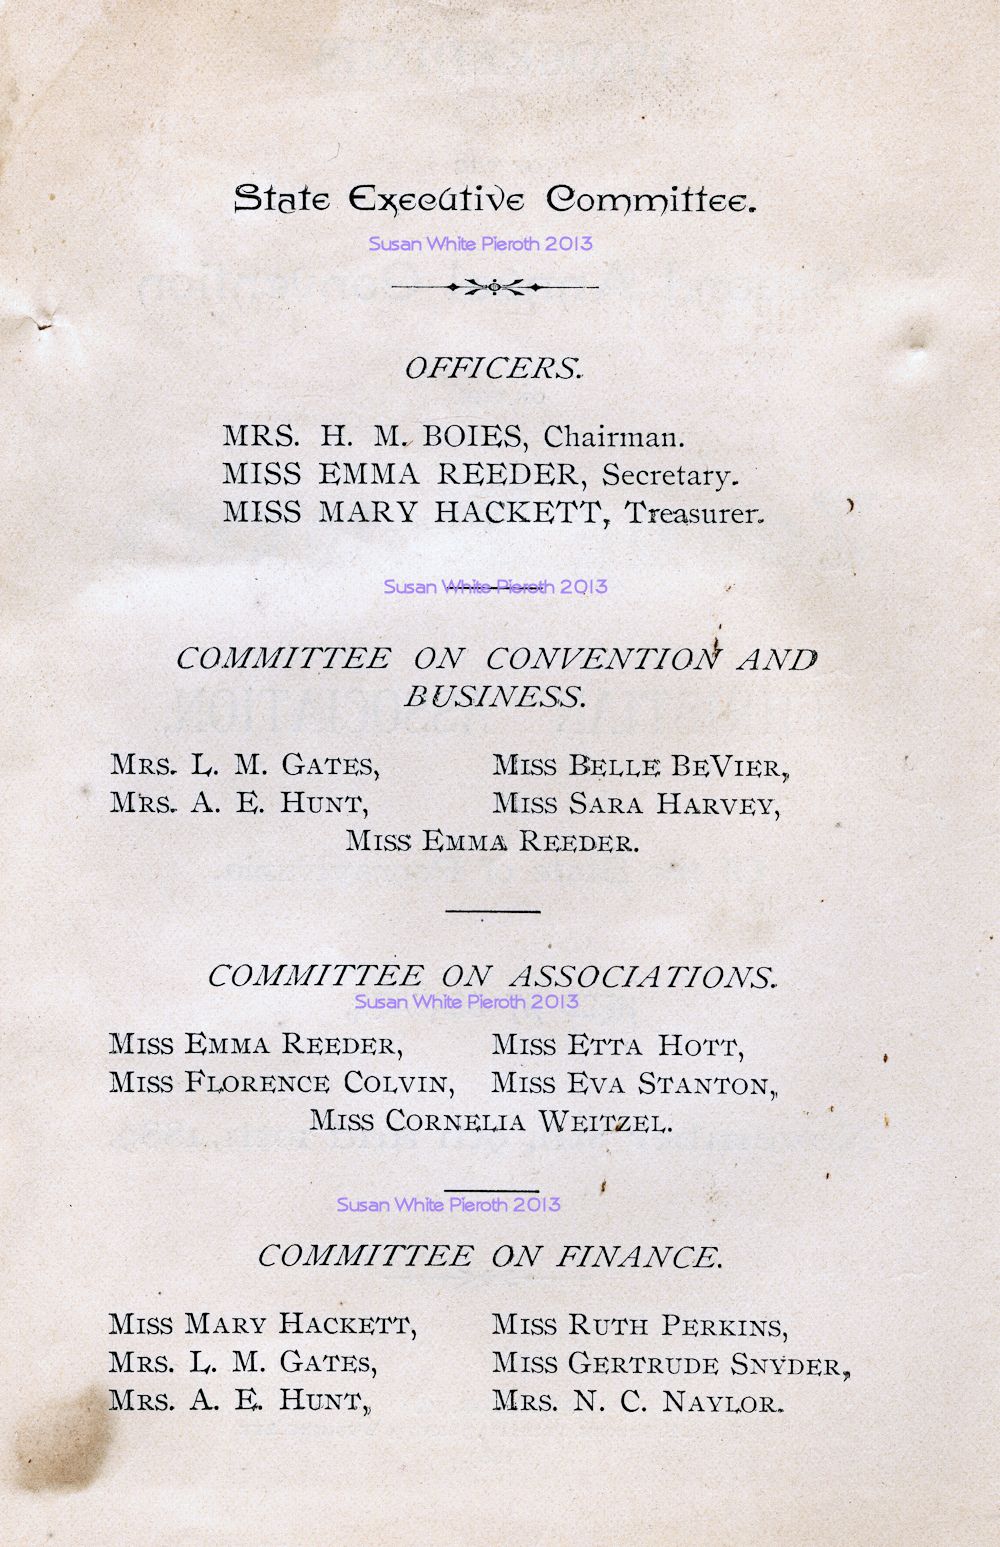 State Executive Committee.
Susan White Pieroth 2013
OFFICERS.
MRS. H. M. BOIES, Chairman.
MISS EMMA REEDER, Secretary.
MISS MARY HACKETT, Treasurer.
Susan White Pieroth 2013
COMMITTEE ON CONVENTION AND
BUSINESS.
MRS. L. M. GATES, MISS BELLE BEVIER,
MRS. A. E. HUNT, MISS SARA HARVEY,
MISS EMMA REEDER.
COMMITTEE ON ASSOCIATIONS.
Susan White Pieroth 2013
MISS EMMA REEDER, MISS ETTA HOTT,
MISS FLORENCE COLVIN, MISS EVA STANTON,
MISS CORNELIA WEITZEL.
Susan White Pieroth 2013
COMMITTEE ON FINANCE.
MISS MARY HACKETT, MISS RUTH PERKINS,
MRS. L. M. GATES, MISS GERTRUDE SNYDER,
MRS. A. E. HUNT, MRS. N. C. NAYLOR.